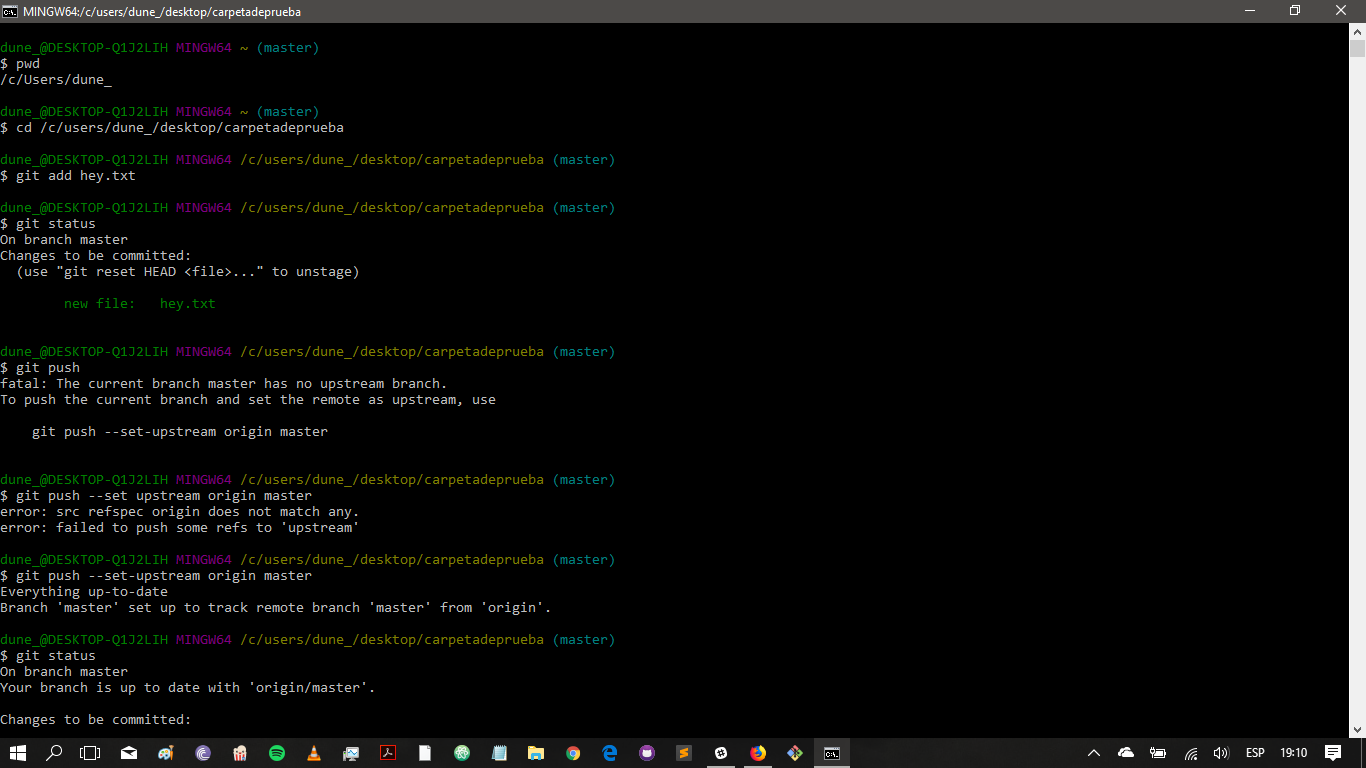 MINGW64:/c/users/dune_/desktop/carpetadeprueba
dune_@DESKTOP-Q1J2LIH MINGW64 ~ (master)
$ pwd
/c/Users/dune_
dune_@DESKTOP-Q1J2LIH MINGW64 ~ (master)
$ cd /c/users/dune_/desktop/carpetadeprueba
dune_@DESKTOP-Q1J2LIH MINGW64 /c/users/dune_/desktop/carpetadeprueba (master)
$ git add hey.txt
dune_@DESKTOP-Q1J2LIH MINGW64 /c/users/dune_/desktop/carpetadeprueba (master)
$ git status
On branch master
Changes to be committed:
  (use "git reset HEAD <file>..." to unstage)
        new file:   hey.txt
dune_@DESKTOP-Q1J2LIH MINGW64 /c/users/dune_/desktop/carpetadeprueba (master)
$ git push
fatal: The current branch master has no upstream branch.
To push the current branch and set the remote as upstream, use
    git push --set-upstream origin master
dune_@DESKTOP-Q1J2LIH MINGW64 /c/users/dune_/desktop/carpetadeprueba (master)
$ git push --set upstream origin master
error: src refspec origin does not match any.
error: failed to push some refs to 'upstream'
dune_@DESKTOP-Q1J2LIH MINGW64 /c/users/dune_/desktop/carpetadeprueba (master)
$ git push --set-upstream origin master
Everything up-to-date
Branch 'master' set up to track remote branch 'master' from 'origin'.
dune_@DESKTOP-Q1J2LIH MINGW64 /c/users/dune_/desktop/carpetadeprueba (master)
$ git status
On branch master
Your branch is up to date with 'origin/master'.
Changes to be committed:
ESP 19:10